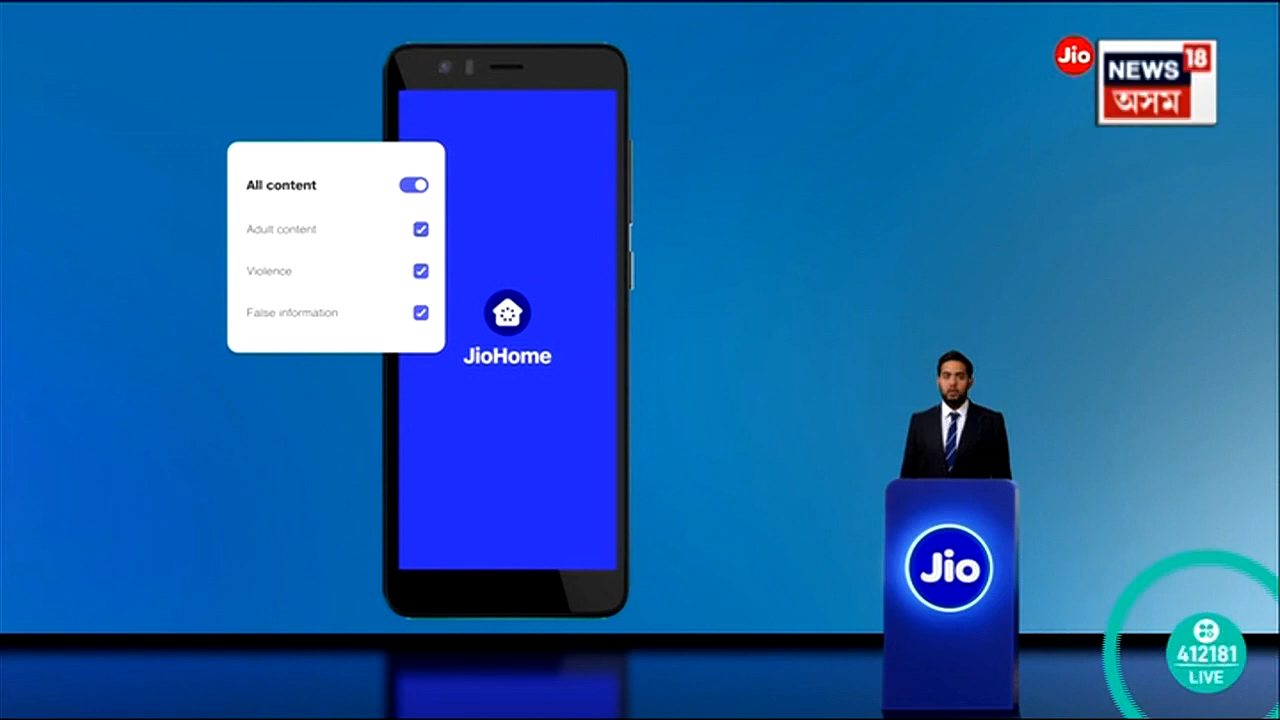 Jio
NEWS 18
অসম
All content
Adult content
Violence
False information
JioHome
Jio
412181
LIVE